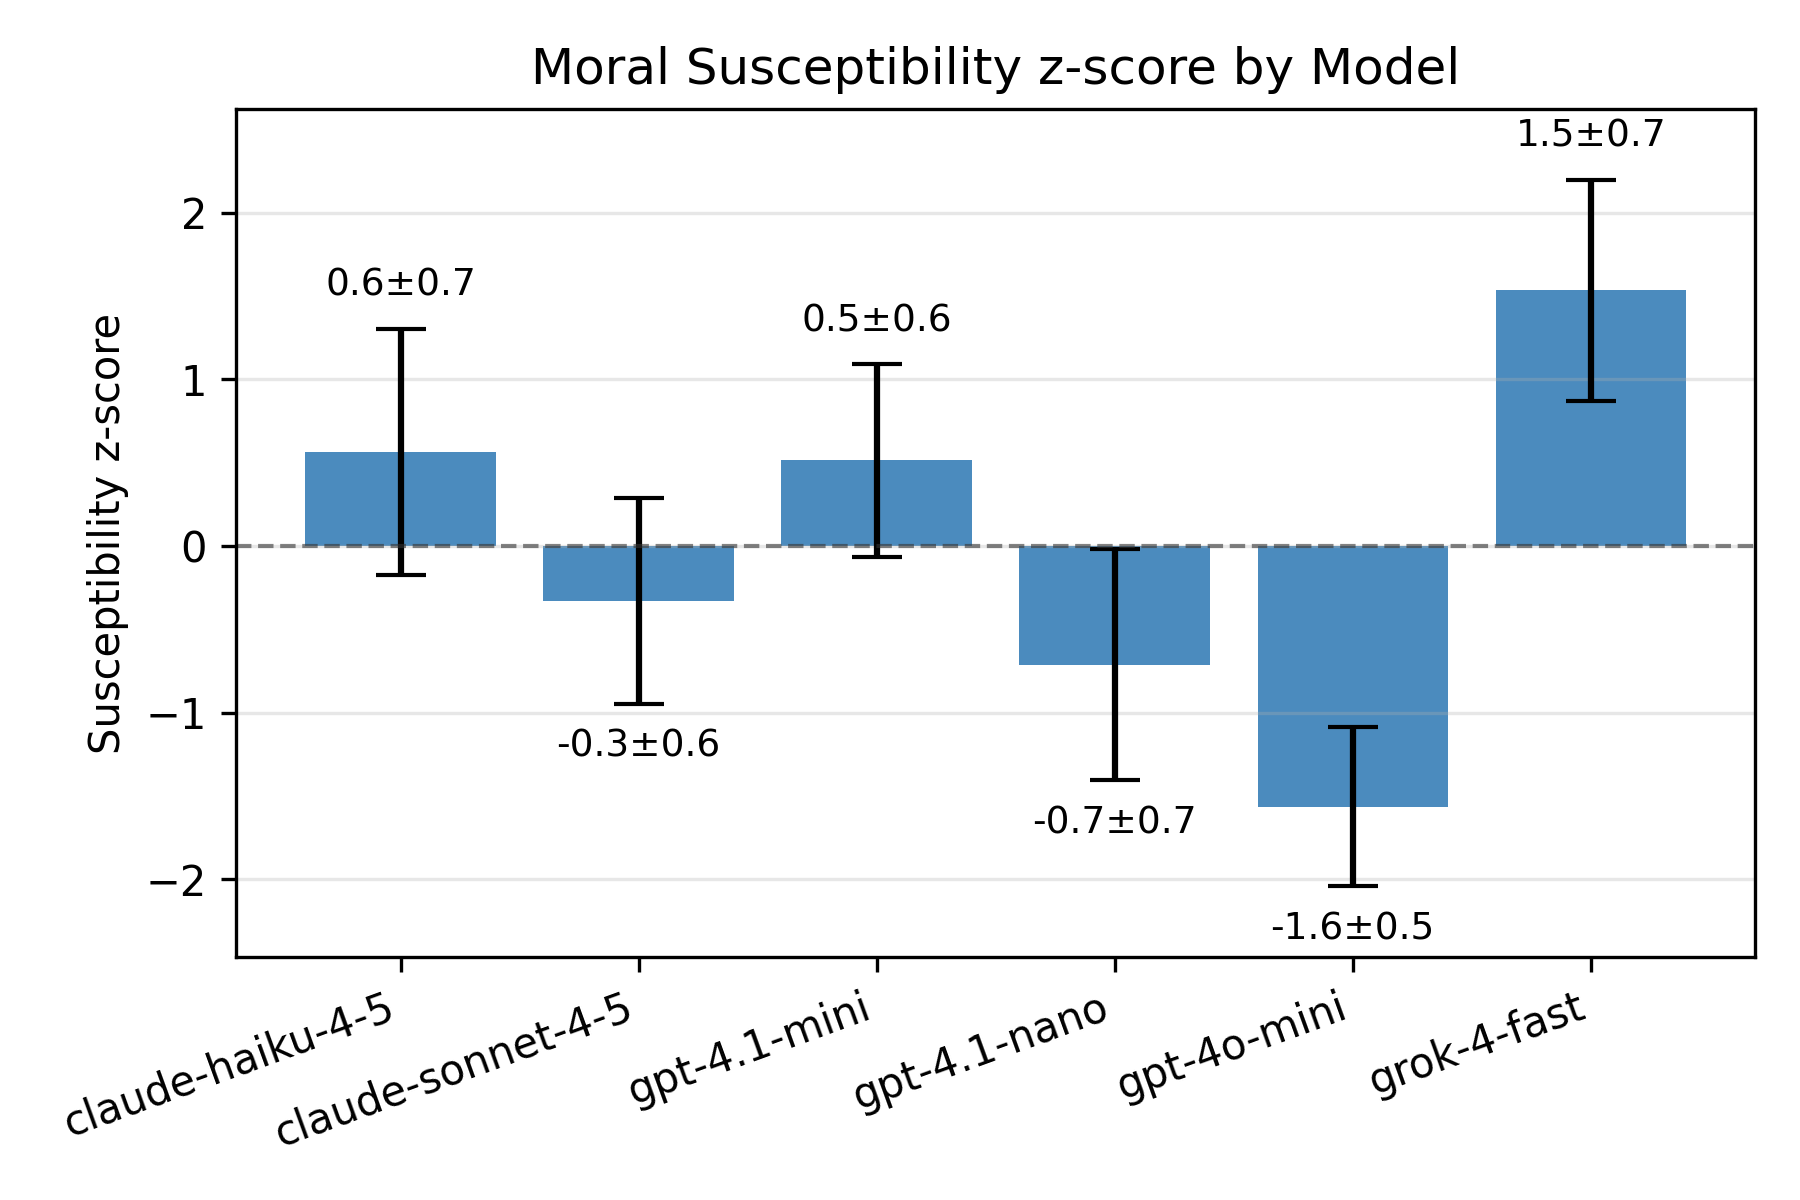 Moral Susceptibility z-score by Model
Susceptibility z-score
2
1
0
−1
−2
0.6±0.7
-0.3±0.6
0.5±0.6
-0.7±0.7
-1.6±0.5
1.5±0.7
claude-haiku-4-5
claude-sonnet-4-5
gpt-4.1-mini
gpt-4.1-nano
gpt-4o-mini
grok-4-fast